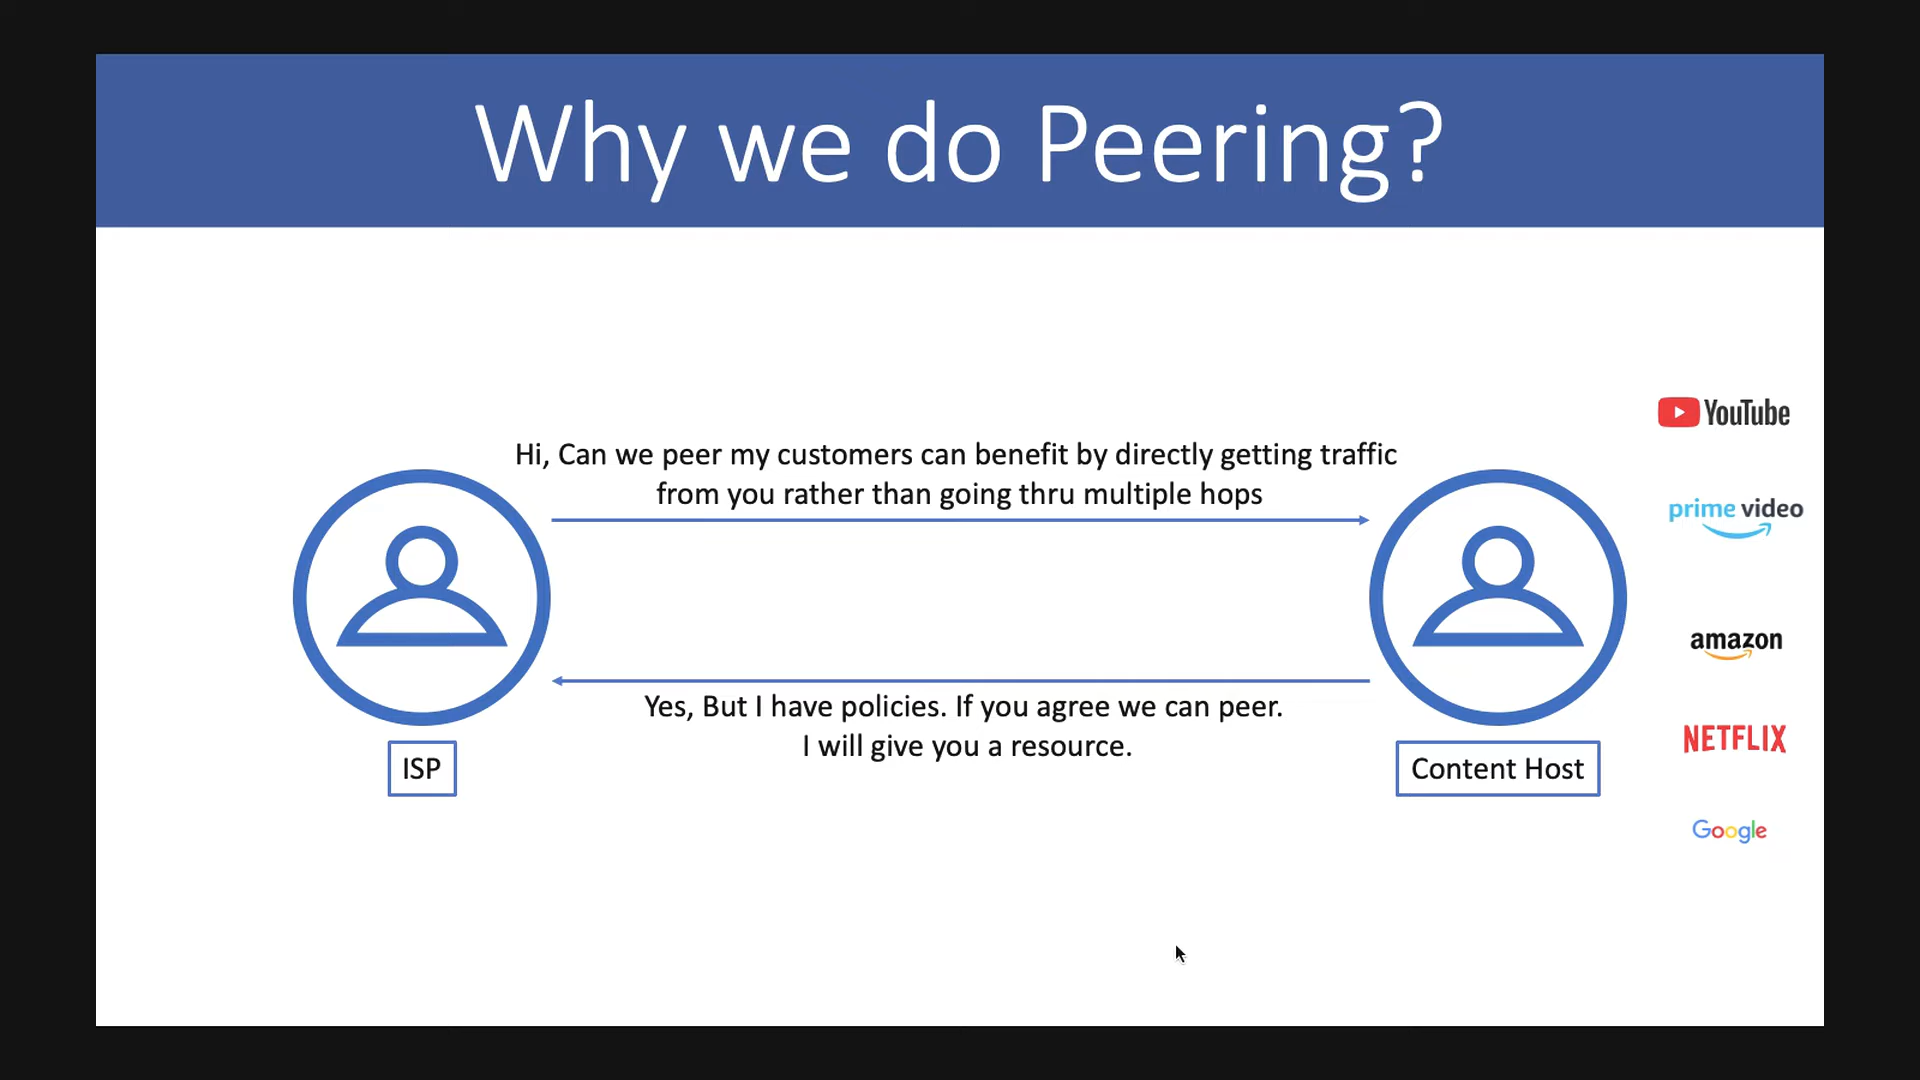 Why we do Peering?
Hi, Can we peer my customers can benefit by directly getting traffic
from you rather than going thru multiple hops
Yes, But I have policies. If you agree we can peer.
I will give you a resource.
ISP
Content Host
YouTube
prime video
amazon
NETFLIX
Google